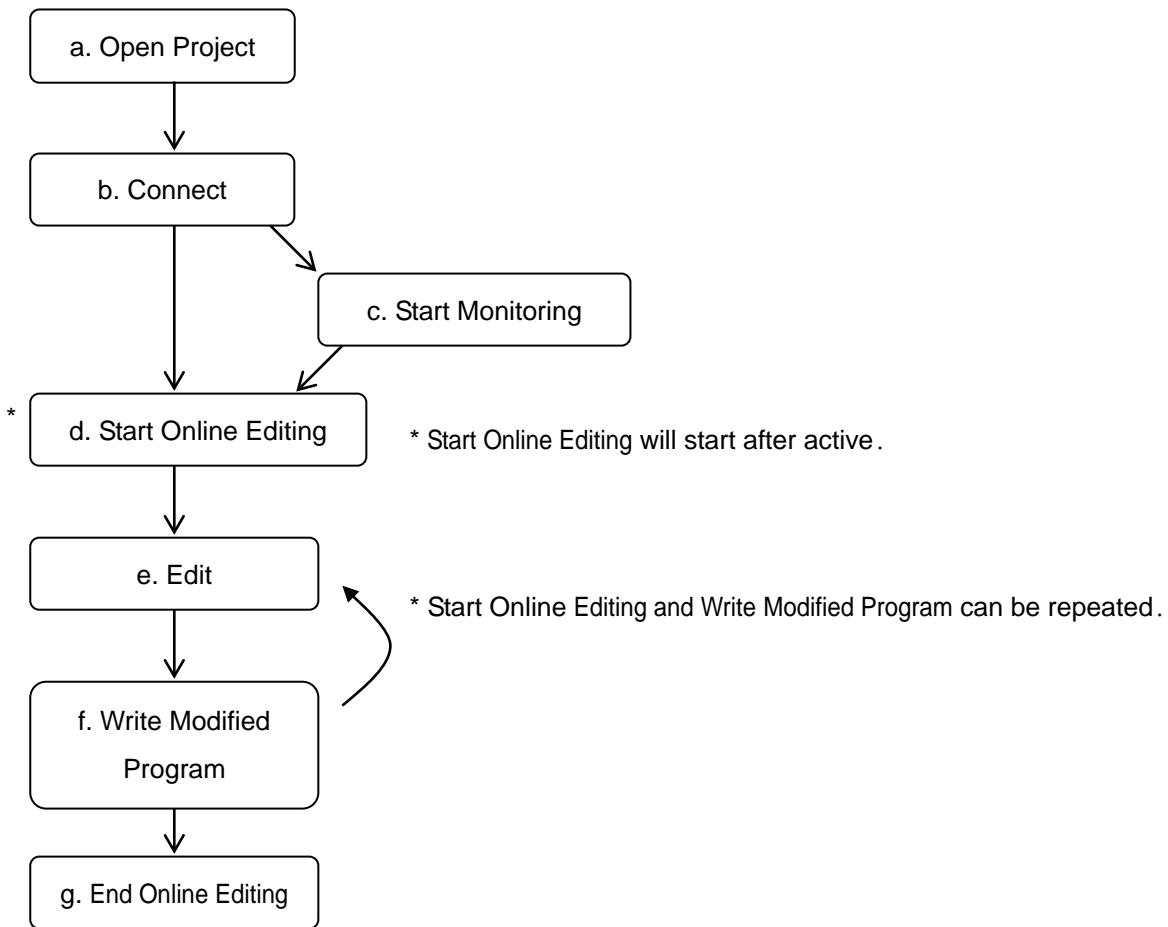 a. Open Project
b. Connect
c. Start Monitoring
*
d. Start Online Editing
* Start Online Editing will start after active.
e. Edit
* Start Online Editing and Write Modified Program can be repeated.
f. Write Modified
Program
g. End Online Editing